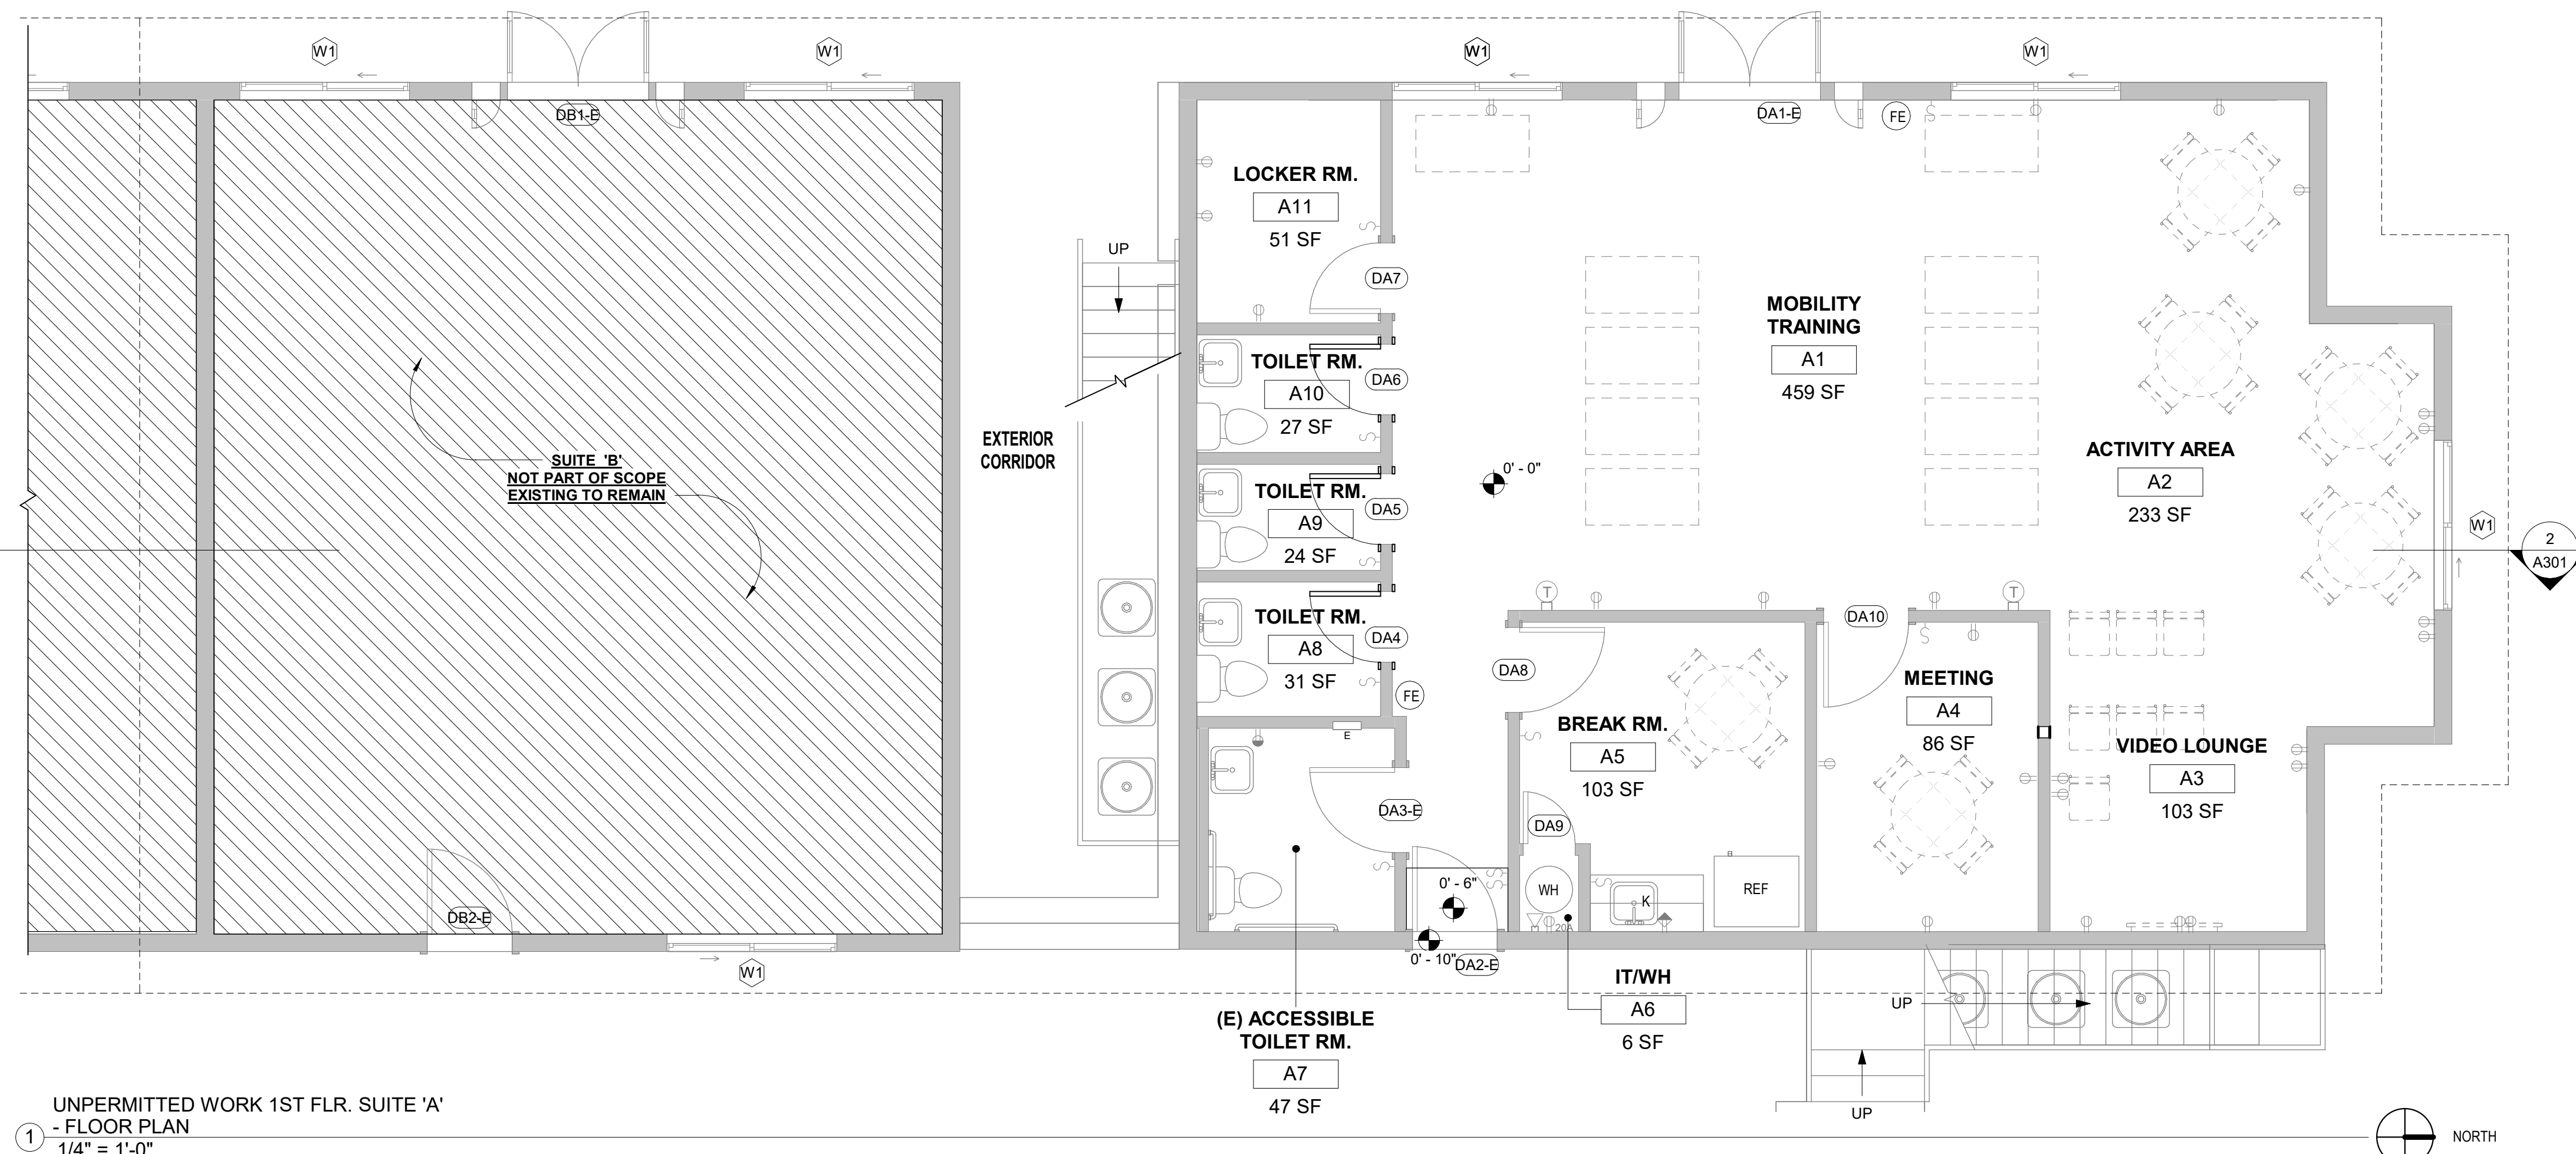 W1
W1
W1
W1
DB1-E
DA1-E
FE
LOCKER RM.
A11
51 SF
UP
DA7
MOBILITY
TRAINING
A1
459 SF
TOILET RM.
A10
27 SF
DA6
EXTERIOR
CORRIDOR
SUITE 'B'
NOT PART OF SCOPE
EXISTING TO REMAIN
0' - 0"
TOILET RM.
A9
24 SF
DA5
ACTIVITY AREA
A2
233 SF
W1
2
A301
T
T
TOILET RM.
A8
31 SF
DA4
DA10
DA8
FE
E
BREAK RM.
A5
103 SF
MEETING
A4
86 SF
VIDEO LOUNGE
A3
103 SF
DA3-E
DA9
WH
K
REF
20A
0' - 6"
0' - 10"
DA2-E
DB2-E
W1
IT/WH
A6
6 SF
UP
UP
(E) ACCESSIBLE
TOILET RM.
A7
47 SF
UNPERMITTED WORK 1ST FLR. SUITE 'A'
- FLOOR PLAN
1
1/4" = 1'-0"
NORTH